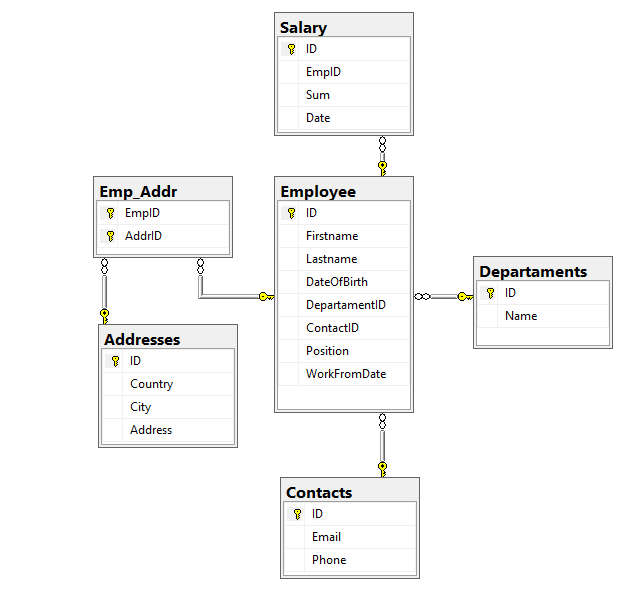 Salary
ID
EmpID
Sum
Date
Emp_Addr
EmpID
AddrID
Employee
ID
Firstname
Lastname
DateOfBirth
DepartamentID
ContactID
Position
WorkFromDate
Departaments
ID
Name
Addresses
ID
Country
City
Address
Contacts
ID
Email
Phone